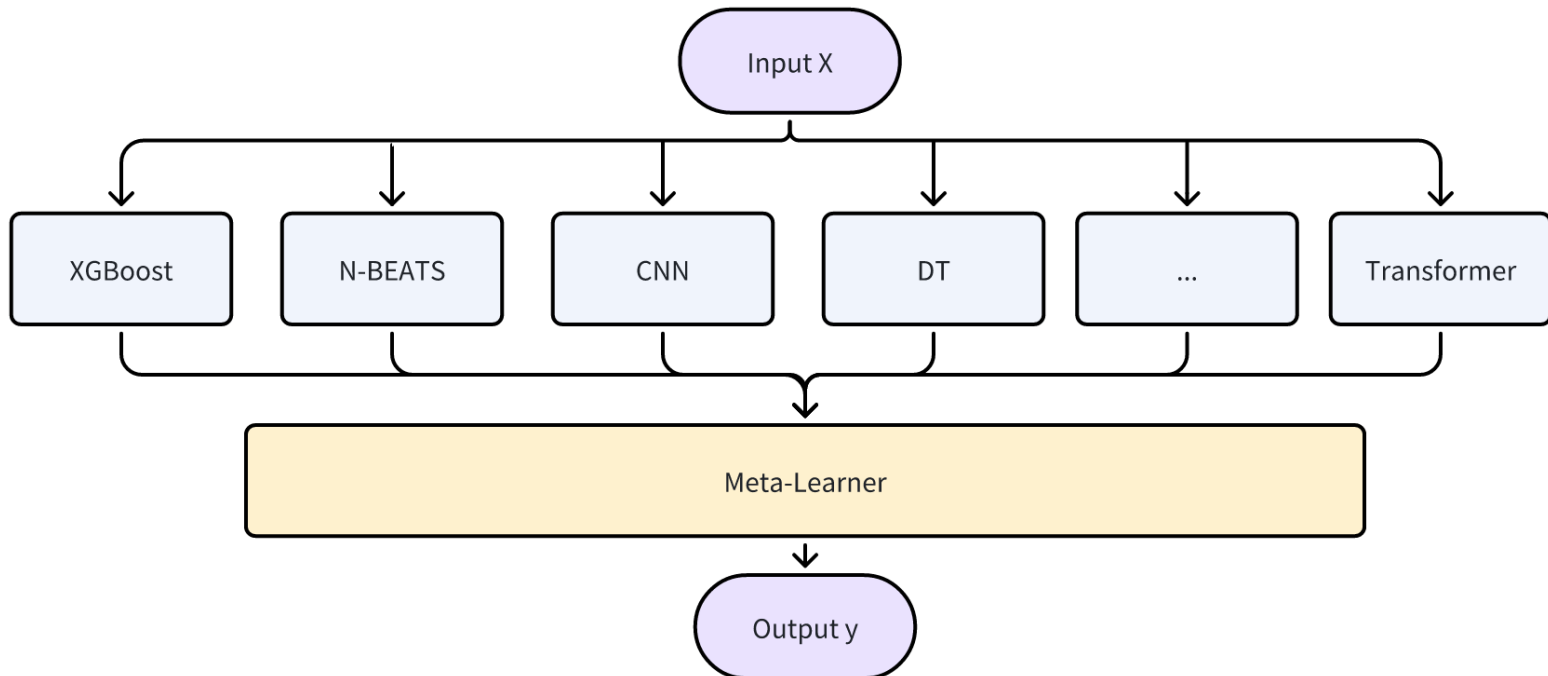 Input X
XGBoost
N-BEATS
CNN
DT
...
Transformer
Meta-Learner
Output y